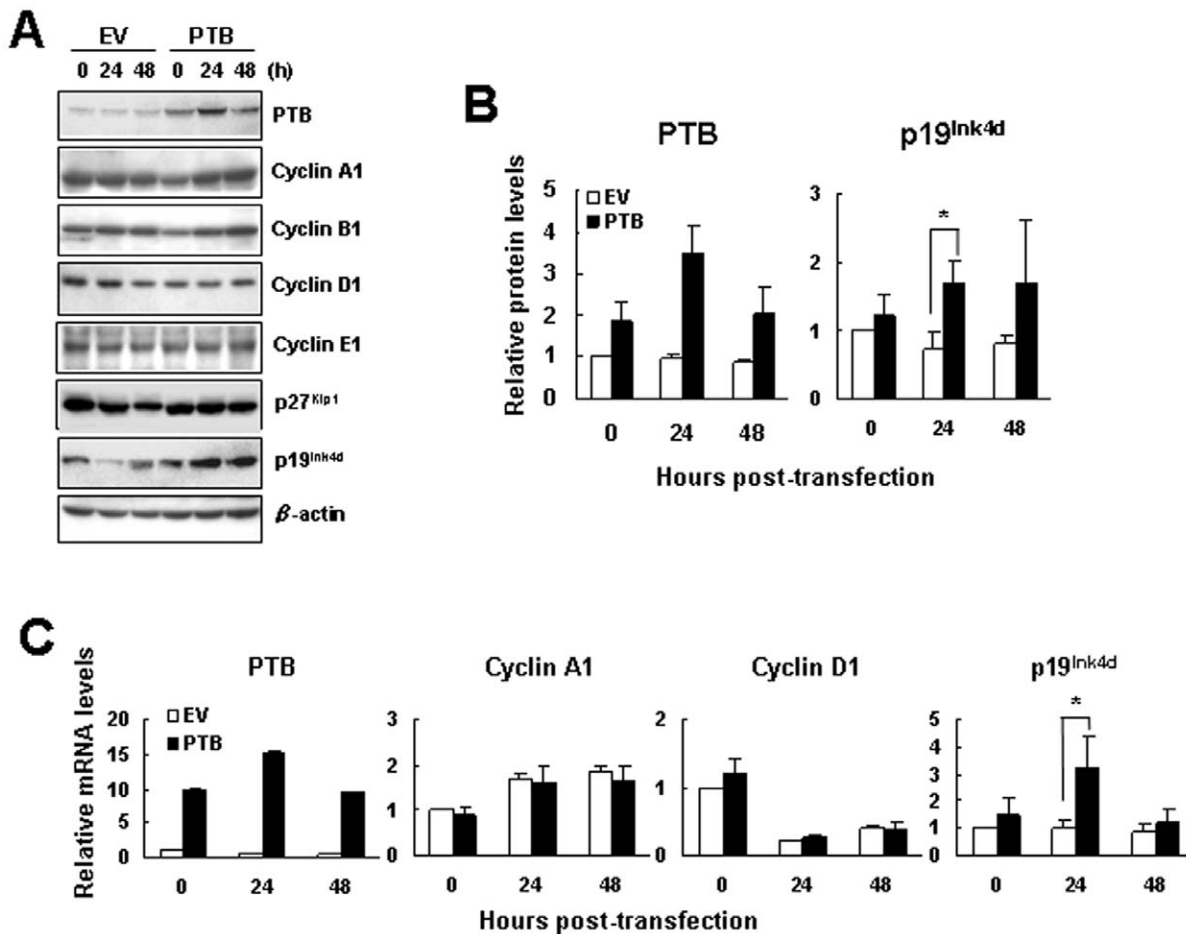 A
EV PTB
0 24 48 0 24 48 (h)
PTB
Cyclin A1
Cyclin B1
Cyclin D1
Cyclin E1
p27Kip1
p19Ink4d
β-actin
B
PTB p19Ink4d
Relative protein levels
5
4
3
2
1
0
EV
PTB
0 24 48
3
2
1
0
*
0 24 48
Hours post-transfection
C
PTB Cyclin A1 Cyclin D1 p19Ink4d
Relative mRNA levels
20
15
10
5
0
EV
PTB
0 24 48
3
2
1
0
0 24 48
2
1
0
0 24 48
5
4
3
2
1
0
*
0 24 48
Hours post-transfection